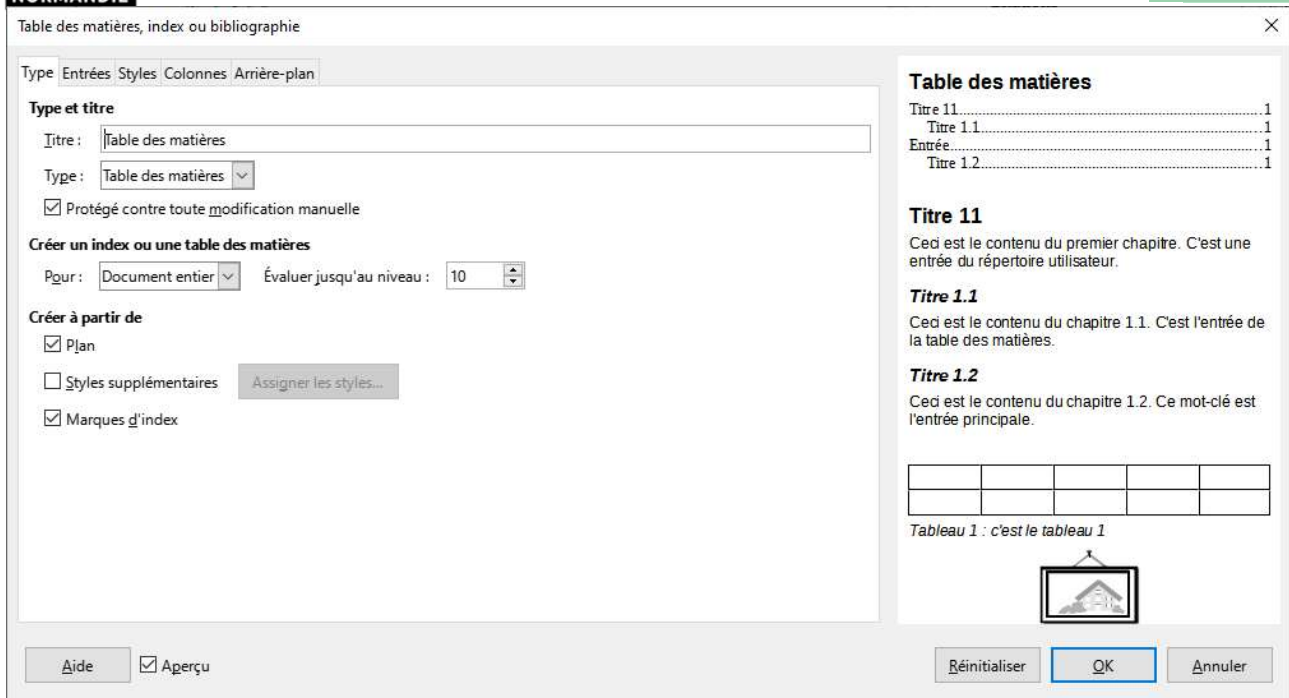 NORMANDIE
Table des matières, index ou bibliographie
Type Entrées Styles Colonnes Arrière-plan
Type et titre
Titre : Table des matières
Type : Table des matières
Protégé contre toute modification manuelle
Créer un index ou une table des matières
Pour : Document entier Évaluer jusqu'au niveau : 10
Créer à partir de
Plan
Styles supplémentaires Assigner les styles...
Marques d'index
Table des matières
Titre 11.....1
Titre 1.1.....1
Entrée.....1
Titre 1.2.....1
Titre 11
Ceci est le contenu du premier chapitre. C'est une
entrée du répertoire utilisateur.
Titre 1.1
Ceci est le contenu du chapitre 1.1. C'est l'entrée de
la table des matières.
Titre 1.2
Ceci est le contenu du chapitre 1.2. Ce mot-clé est
l'entrée principale.
Tableau 1 : c'est le tableau 1
Aide Aperçu Réinitialiser OK Annuler